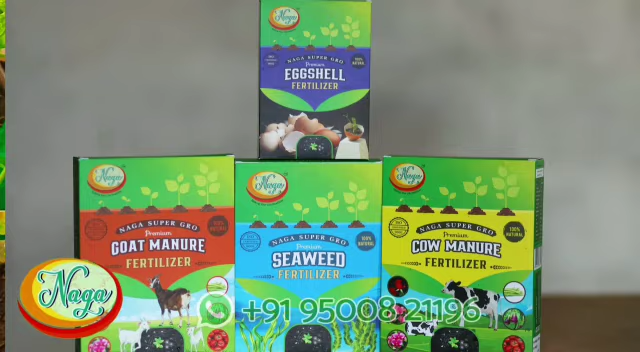 Naga
NAGA SUPER GRO
Premium
EGGSHELL
FERTILIZER
100%
NATURAL
Naga
NAGA SUPER GRO
Premium
GOAT MANURE
FERTILIZER
100%
NATURAL
Naga
NAGA SUPER GRO
Premium
SEAWEED
FERTILIZER
100%
NATURAL
Naga
NAGA SUPER GRO
Premium
COW MANURE
FERTILIZER
100%
NATURAL
Naga
+91 95008 21196